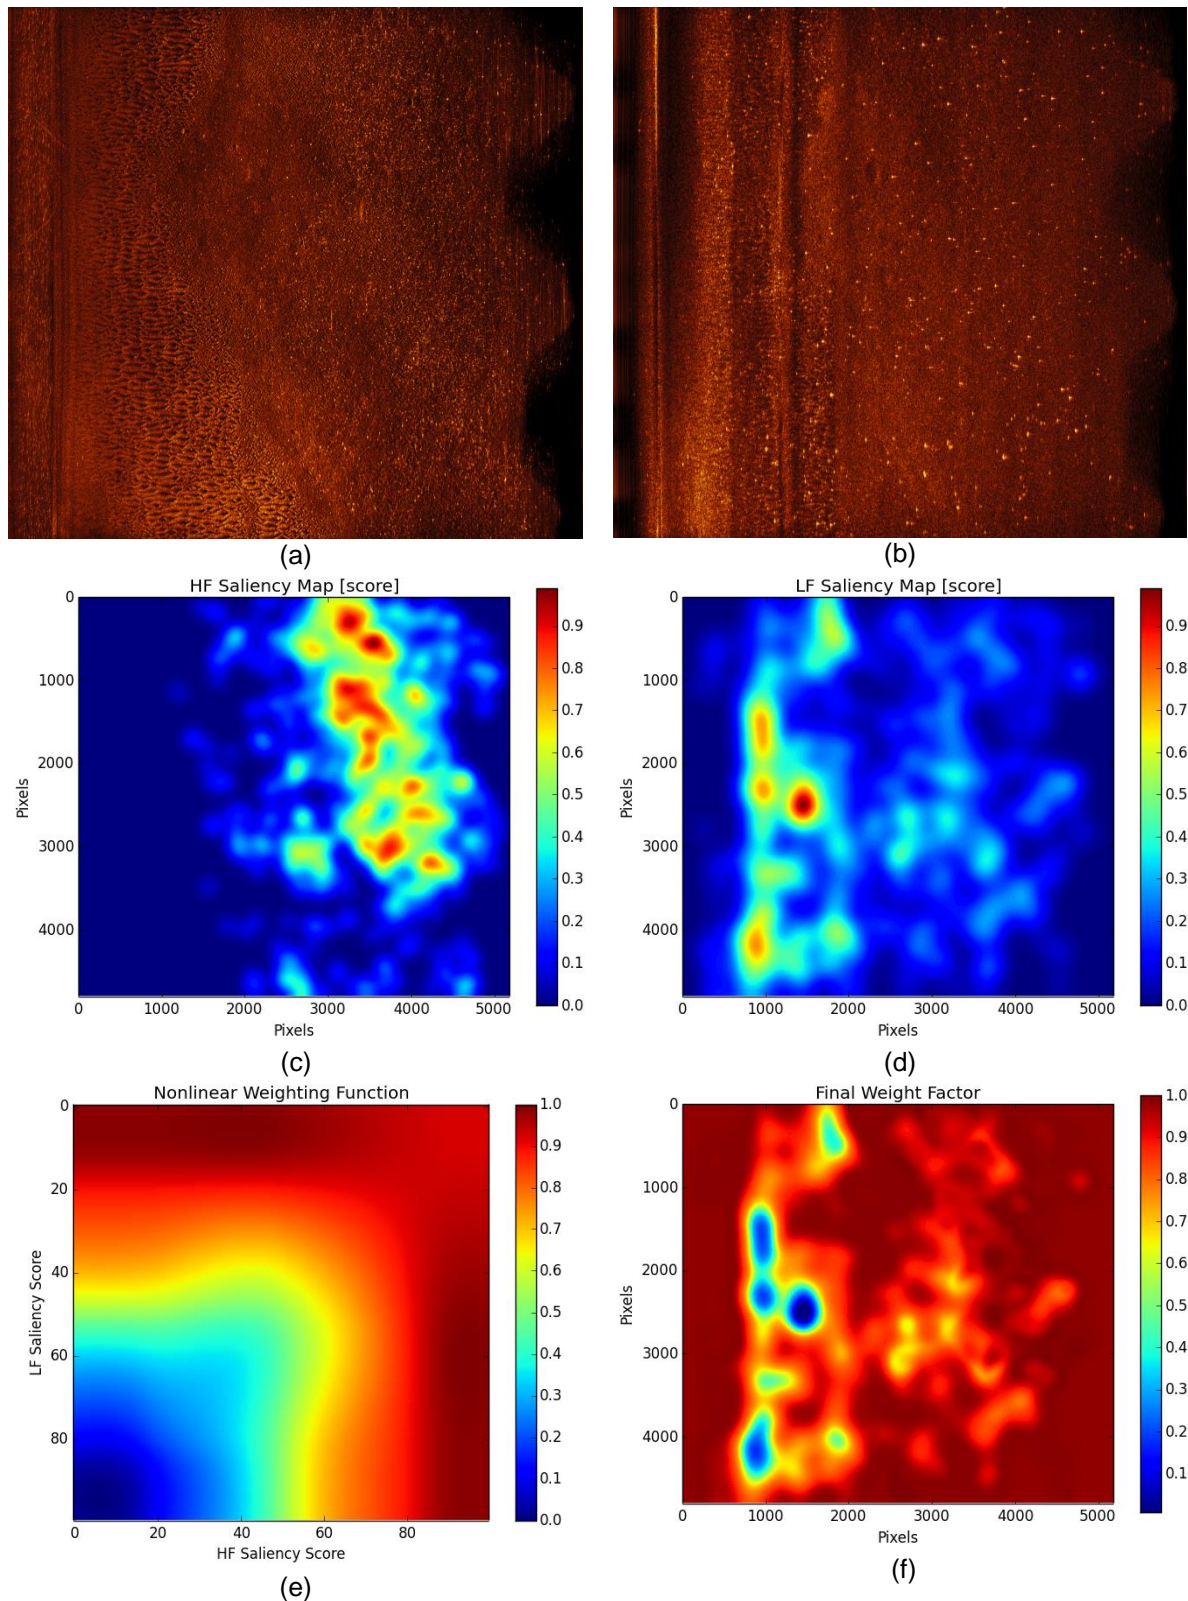 (a)
(b)
HF Saliency Map [score]
0
1000
2000
3000
4000
Pixels
0 1000 2000 3000 4000 5000
Pixels
0.9
0.8
0.7
0.6
0.5
0.4
0.3
0.2
0.1
0.0
(c)
LF Saliency Map [score]
0
1000
2000
3000
4000
Pixels
0 1000 2000 3000 4000 5000
Pixels
0.9
0.8
0.7
0.6
0.5
0.4
0.3
0.2
0.1
0.0
(d)
Nonlinear Weighting Function
0
20
40
60
80
LF Saliency Score
0 20 40 60 80
HF Saliency Score
1.0
0.9
0.8
0.7
0.6
0.5
0.4
0.3
0.2
0.1
0.0
(e)
Final Weight Factor
0
1000
2000
3000
4000
Pixels
0 1000 2000 3000 4000 5000
Pixels
1.0
0.9
0.8
0.7
0.6
0.5
0.4
0.3
0.2
0.1
(f)